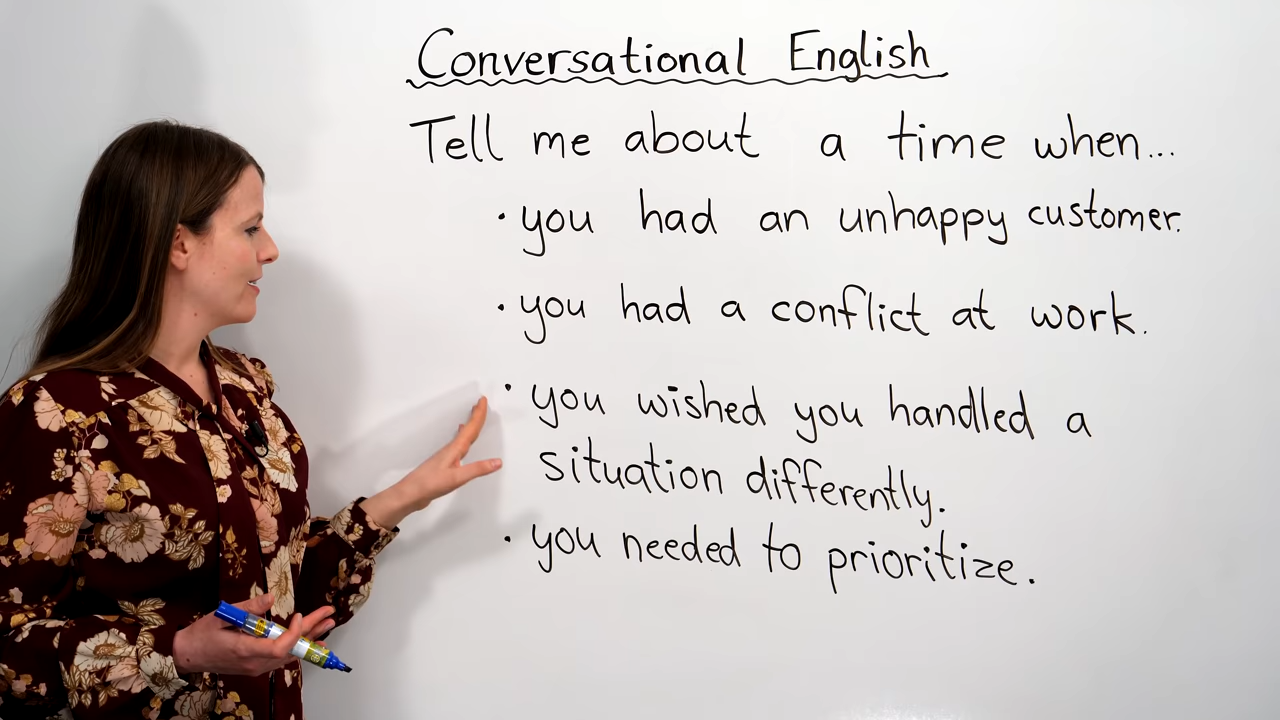 Conversational English
Tell me about a time when...
• you had an unhappy customer.
• you had a conflict at work.
• you wished you handled a
situation differently.
• you needed to prioritize.